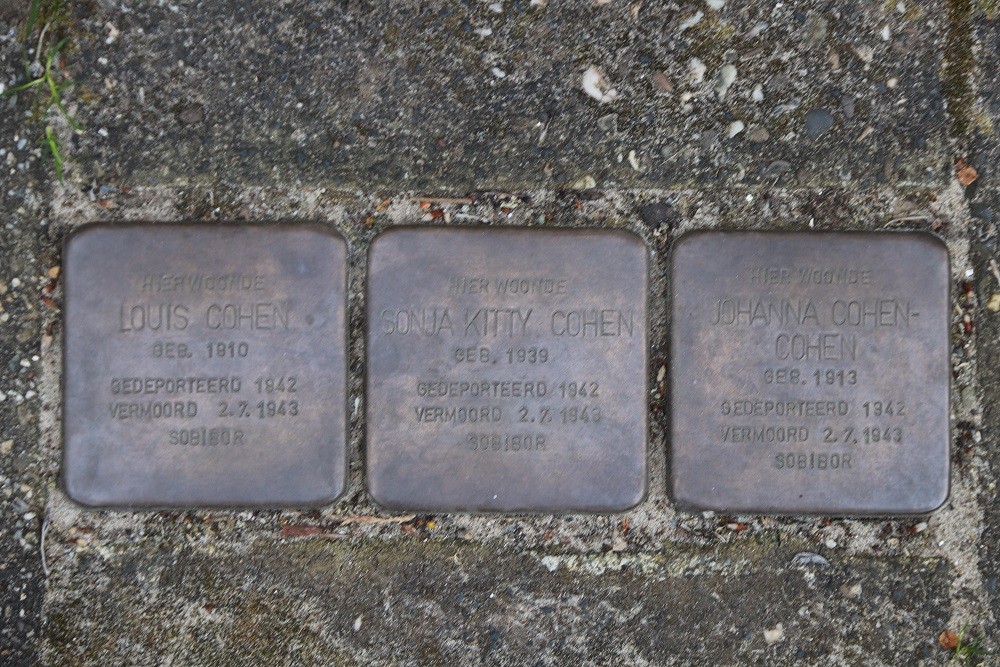 HIER WOONDE
LOUIS COHEN
GEB. 1910
GEDEPORTEERD 1942
VERMOORD 2.7.1943
SOBIBOR
HIER WOONDE
SONJA KITTY COHEN
GEB. 1939
GEDEPORTEERD 1942
VERMOORD 2.7.1943
SOBIBOR
HIER WOONDE
JOHANNA COHEN-
COHEN
GEB. 1913
GEDEPORTEERD 1942
VERMOORD 2.7.1943
SOBIBOR